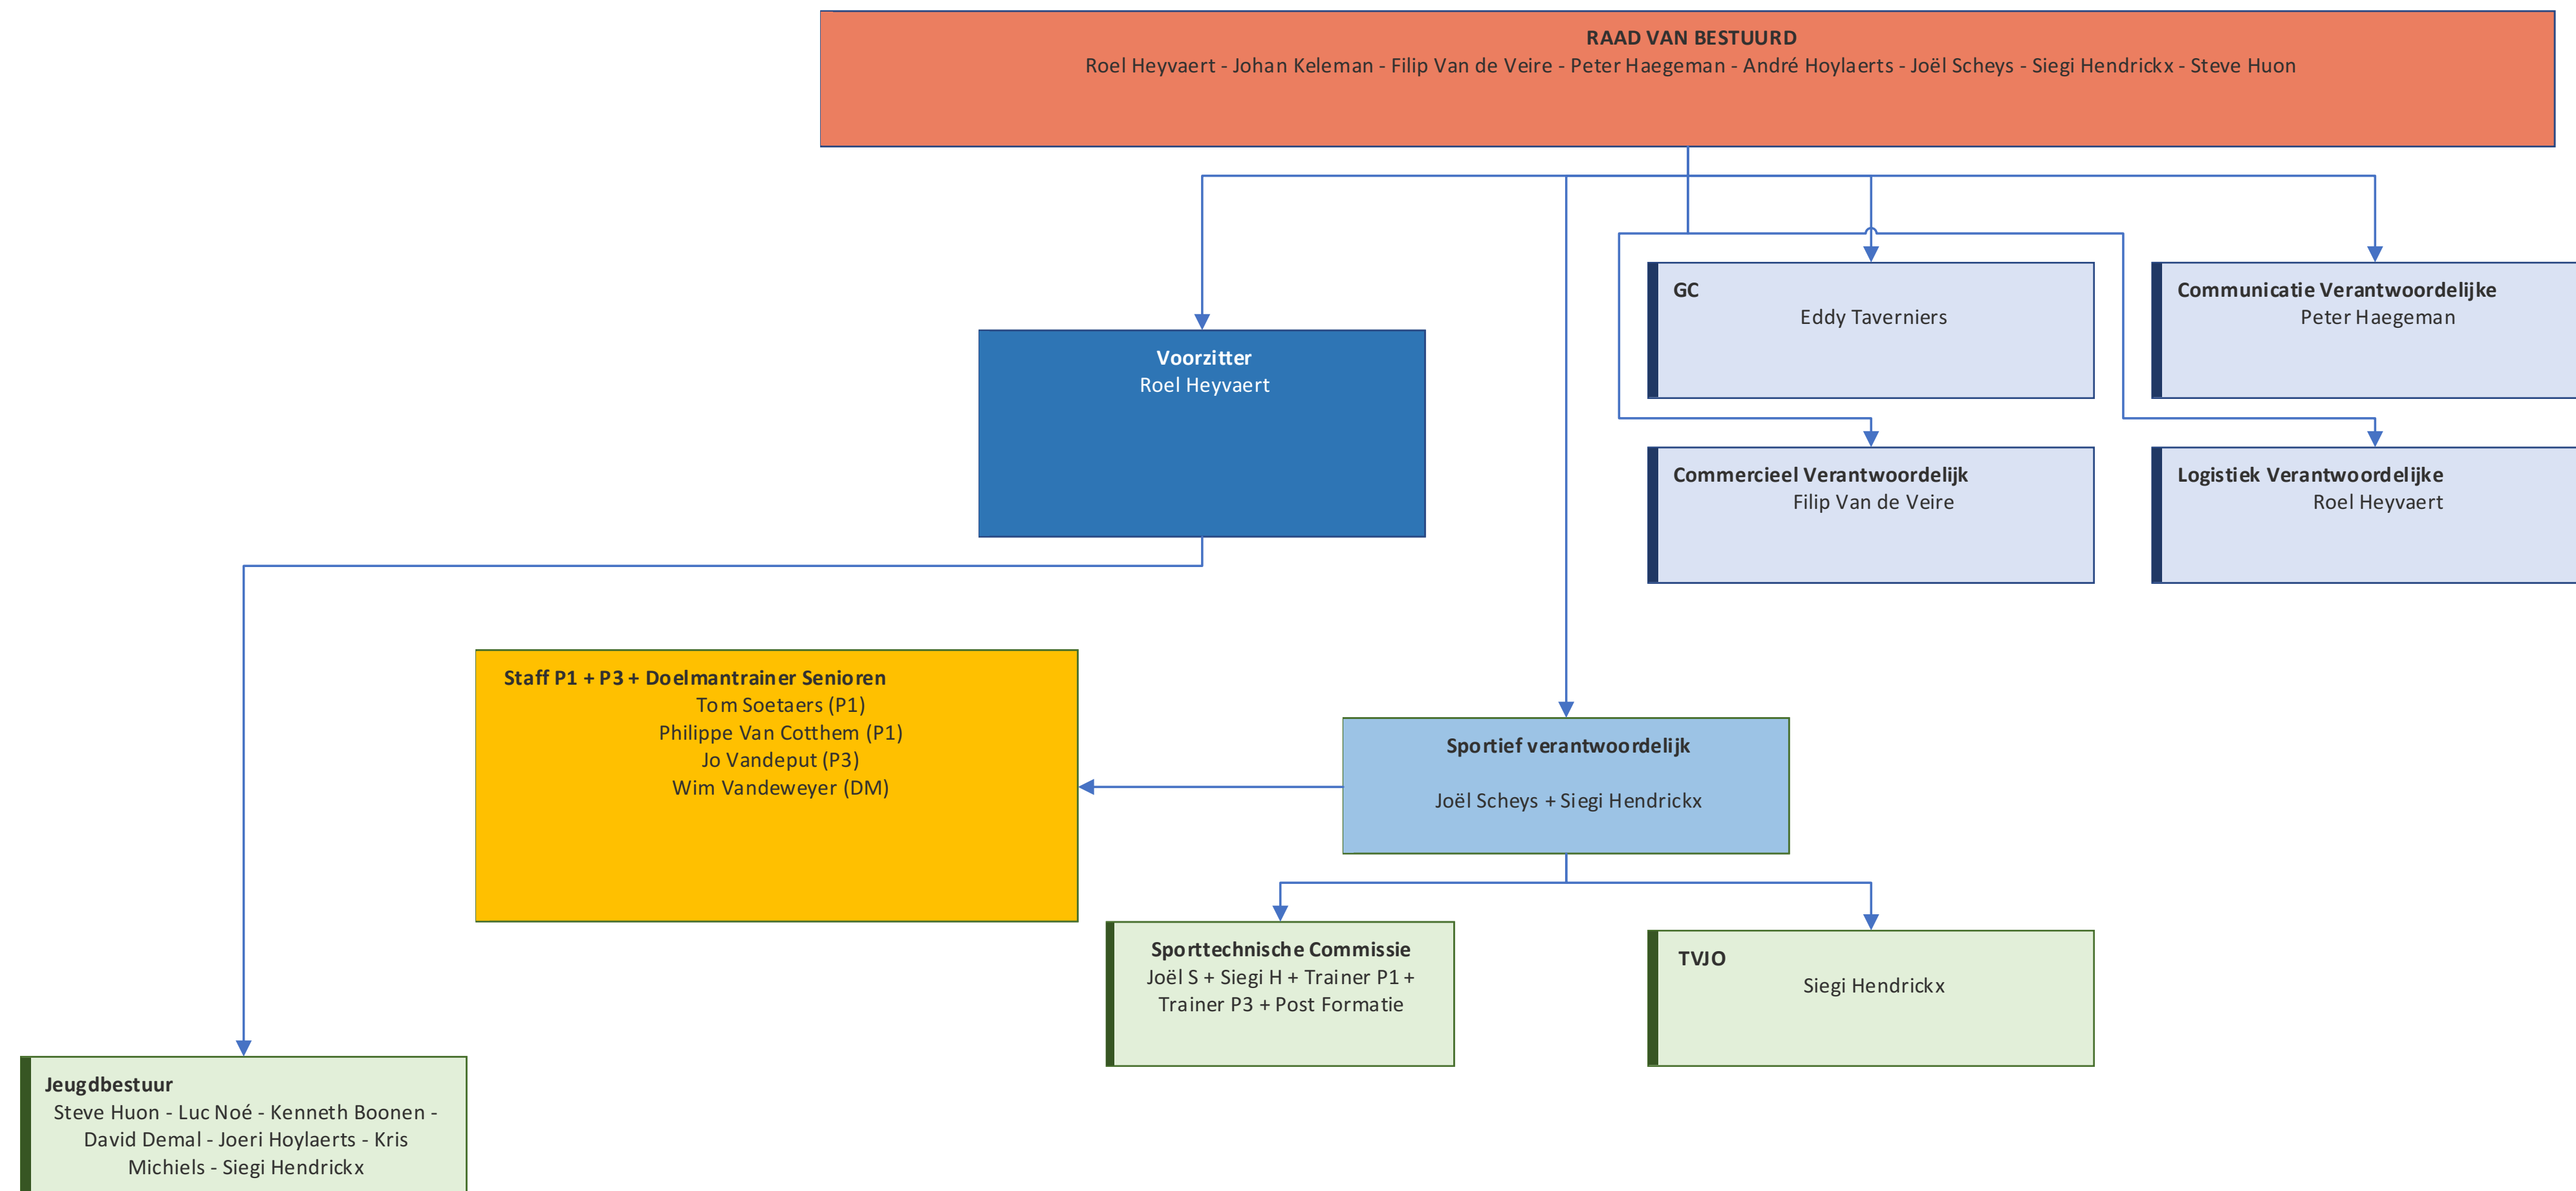 RAAD VAN BESTUURD
Roel Heyvaert - Johan Keleman - Filip Van de Veire - Peter Haegeman - André Hoylaerts - Joël Scheys - Siegi Hendrickx - Steve Huon
GC
Eddy Taverniers
Communicatie Verantwoordelijke
Peter Haegeman
Voorzitter
Roel Heyvaert
Commercieel Verantwoordelijk
Filip Van de Veire
Logistiek Verantwoordelijke
Roel Heyvaert
Staff P1 + P3 + Doelmantrainer Senioren
Tom Soetaers (P1)
Philippe Van Cotthem (P1)
Jo Vandeput (P3)
Wim Vandeweyer (DM)
Sportief verantwoordelijk
Joël Scheys + Siegi Hendrickx
Sporttechnische Commissie
Joël S + Siegi H + Trainer P1 +
Trainer P3 + Post Formatie
TVJO
Siegi Hendrickx
Jeugdbestuur
Steve Huon - Luc Noé - Kenneth Boonen -
David Demal - Joeri Hoylaerts - Kris
Michiels - Siegi Hendrickx